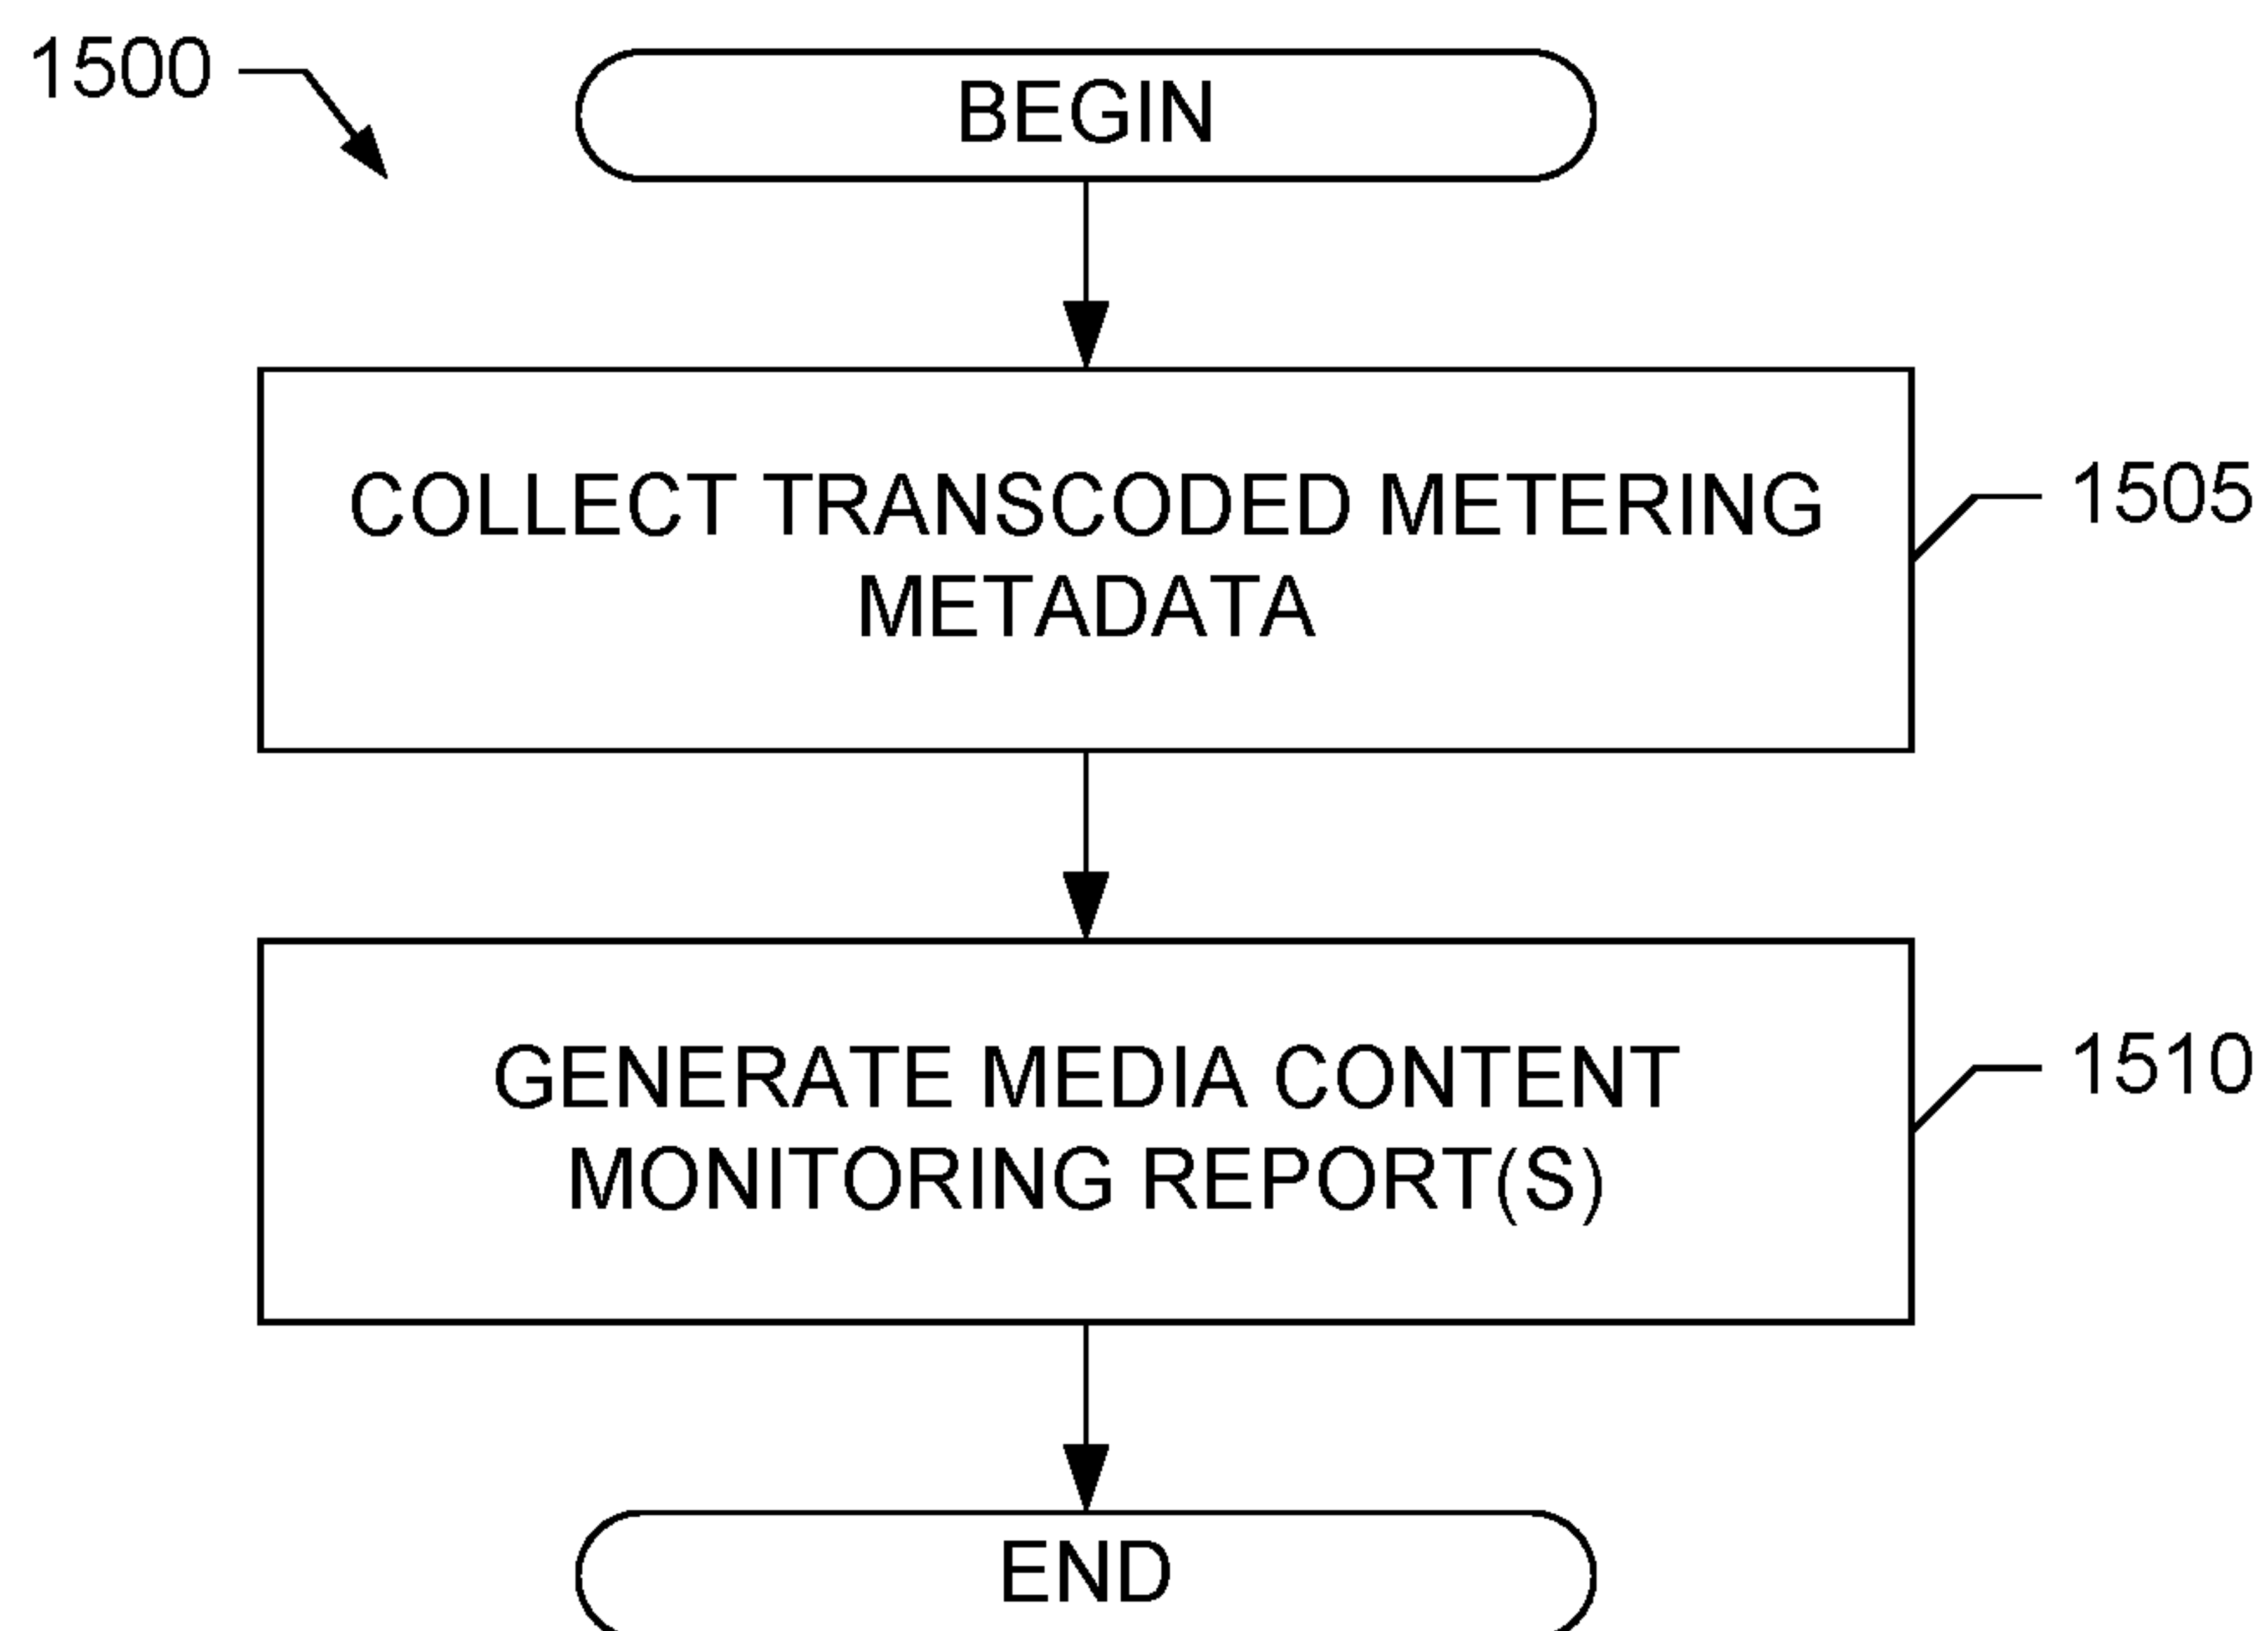 1500
BEGIN
COLLECT TRANSCODED METERING
METADATA
1505
GENERATE MEDIA CONTENT
MONITORING REPORT(S)
1510
END